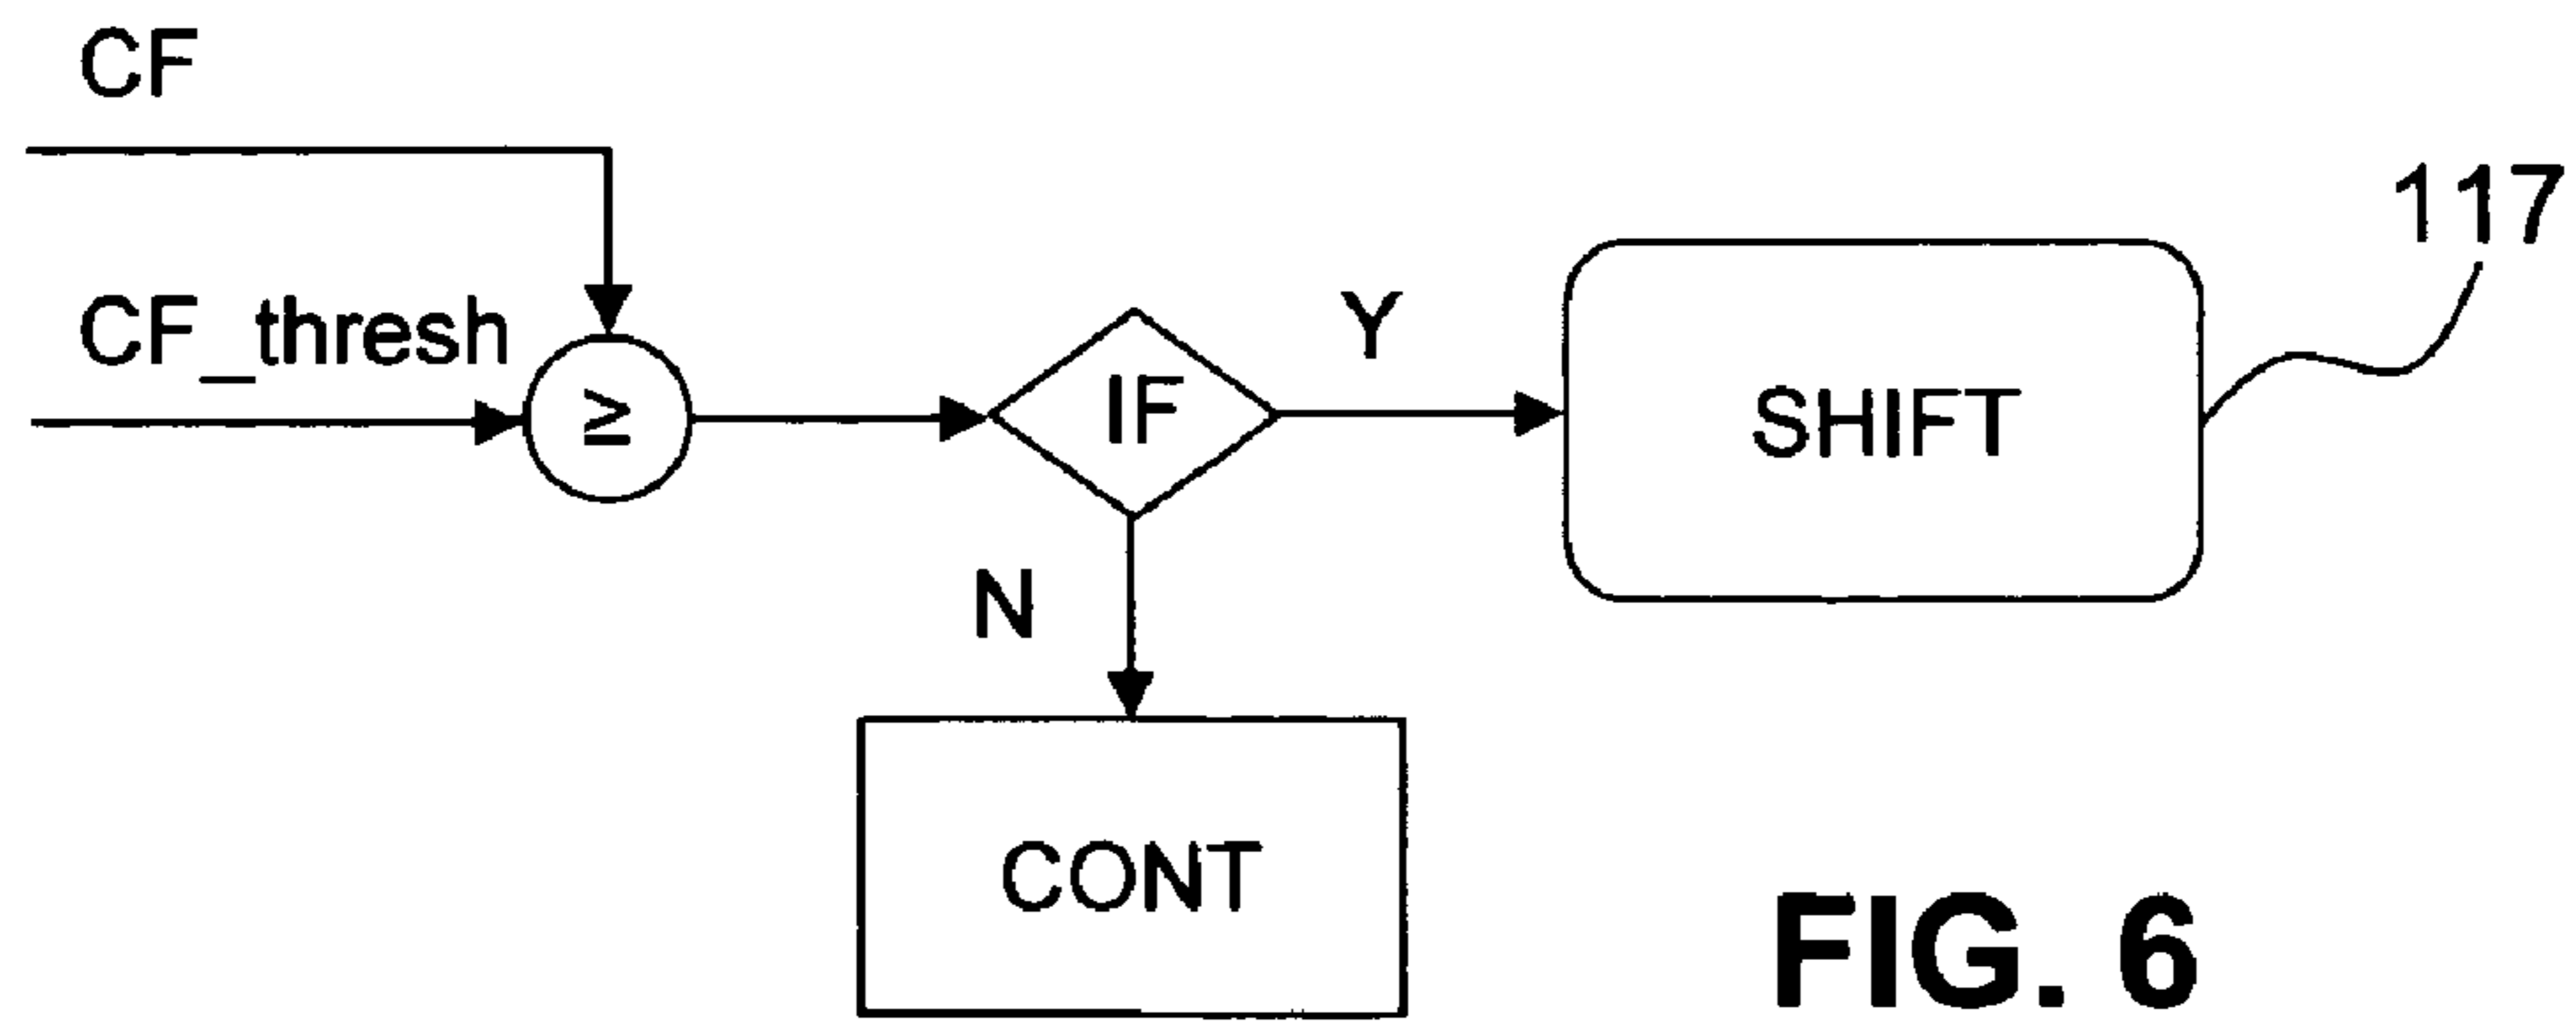 CF
117
CF_thresh
Y
≥
IF
SHIFT
N
CONT
FIG. 6